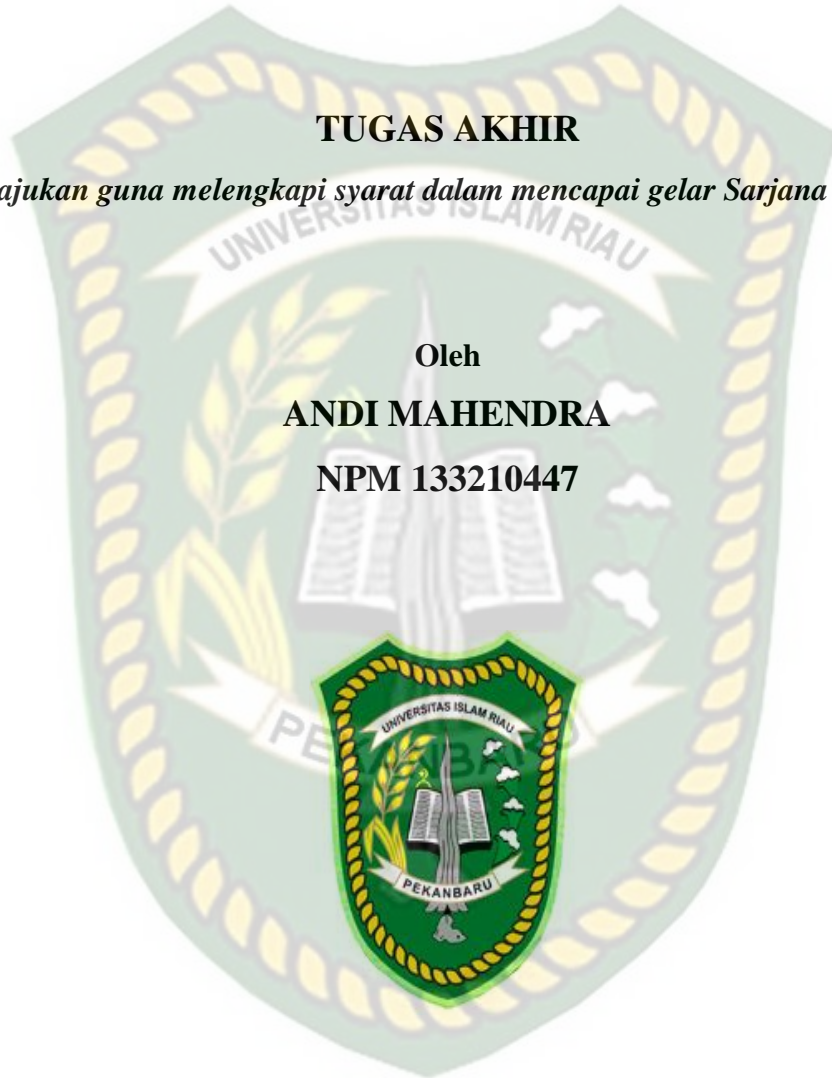 TUGAS AKHIR
ajukan guna melengkapi syarat dalam mencapai gelar Sarjana
UNIVERSITAS ISLAM RIAU
Oleh
ANDI MAHENDRA
NPM 133210447
UNIVERSITAS ISLAM RIAU
PEKANBARU
PEKANBARU